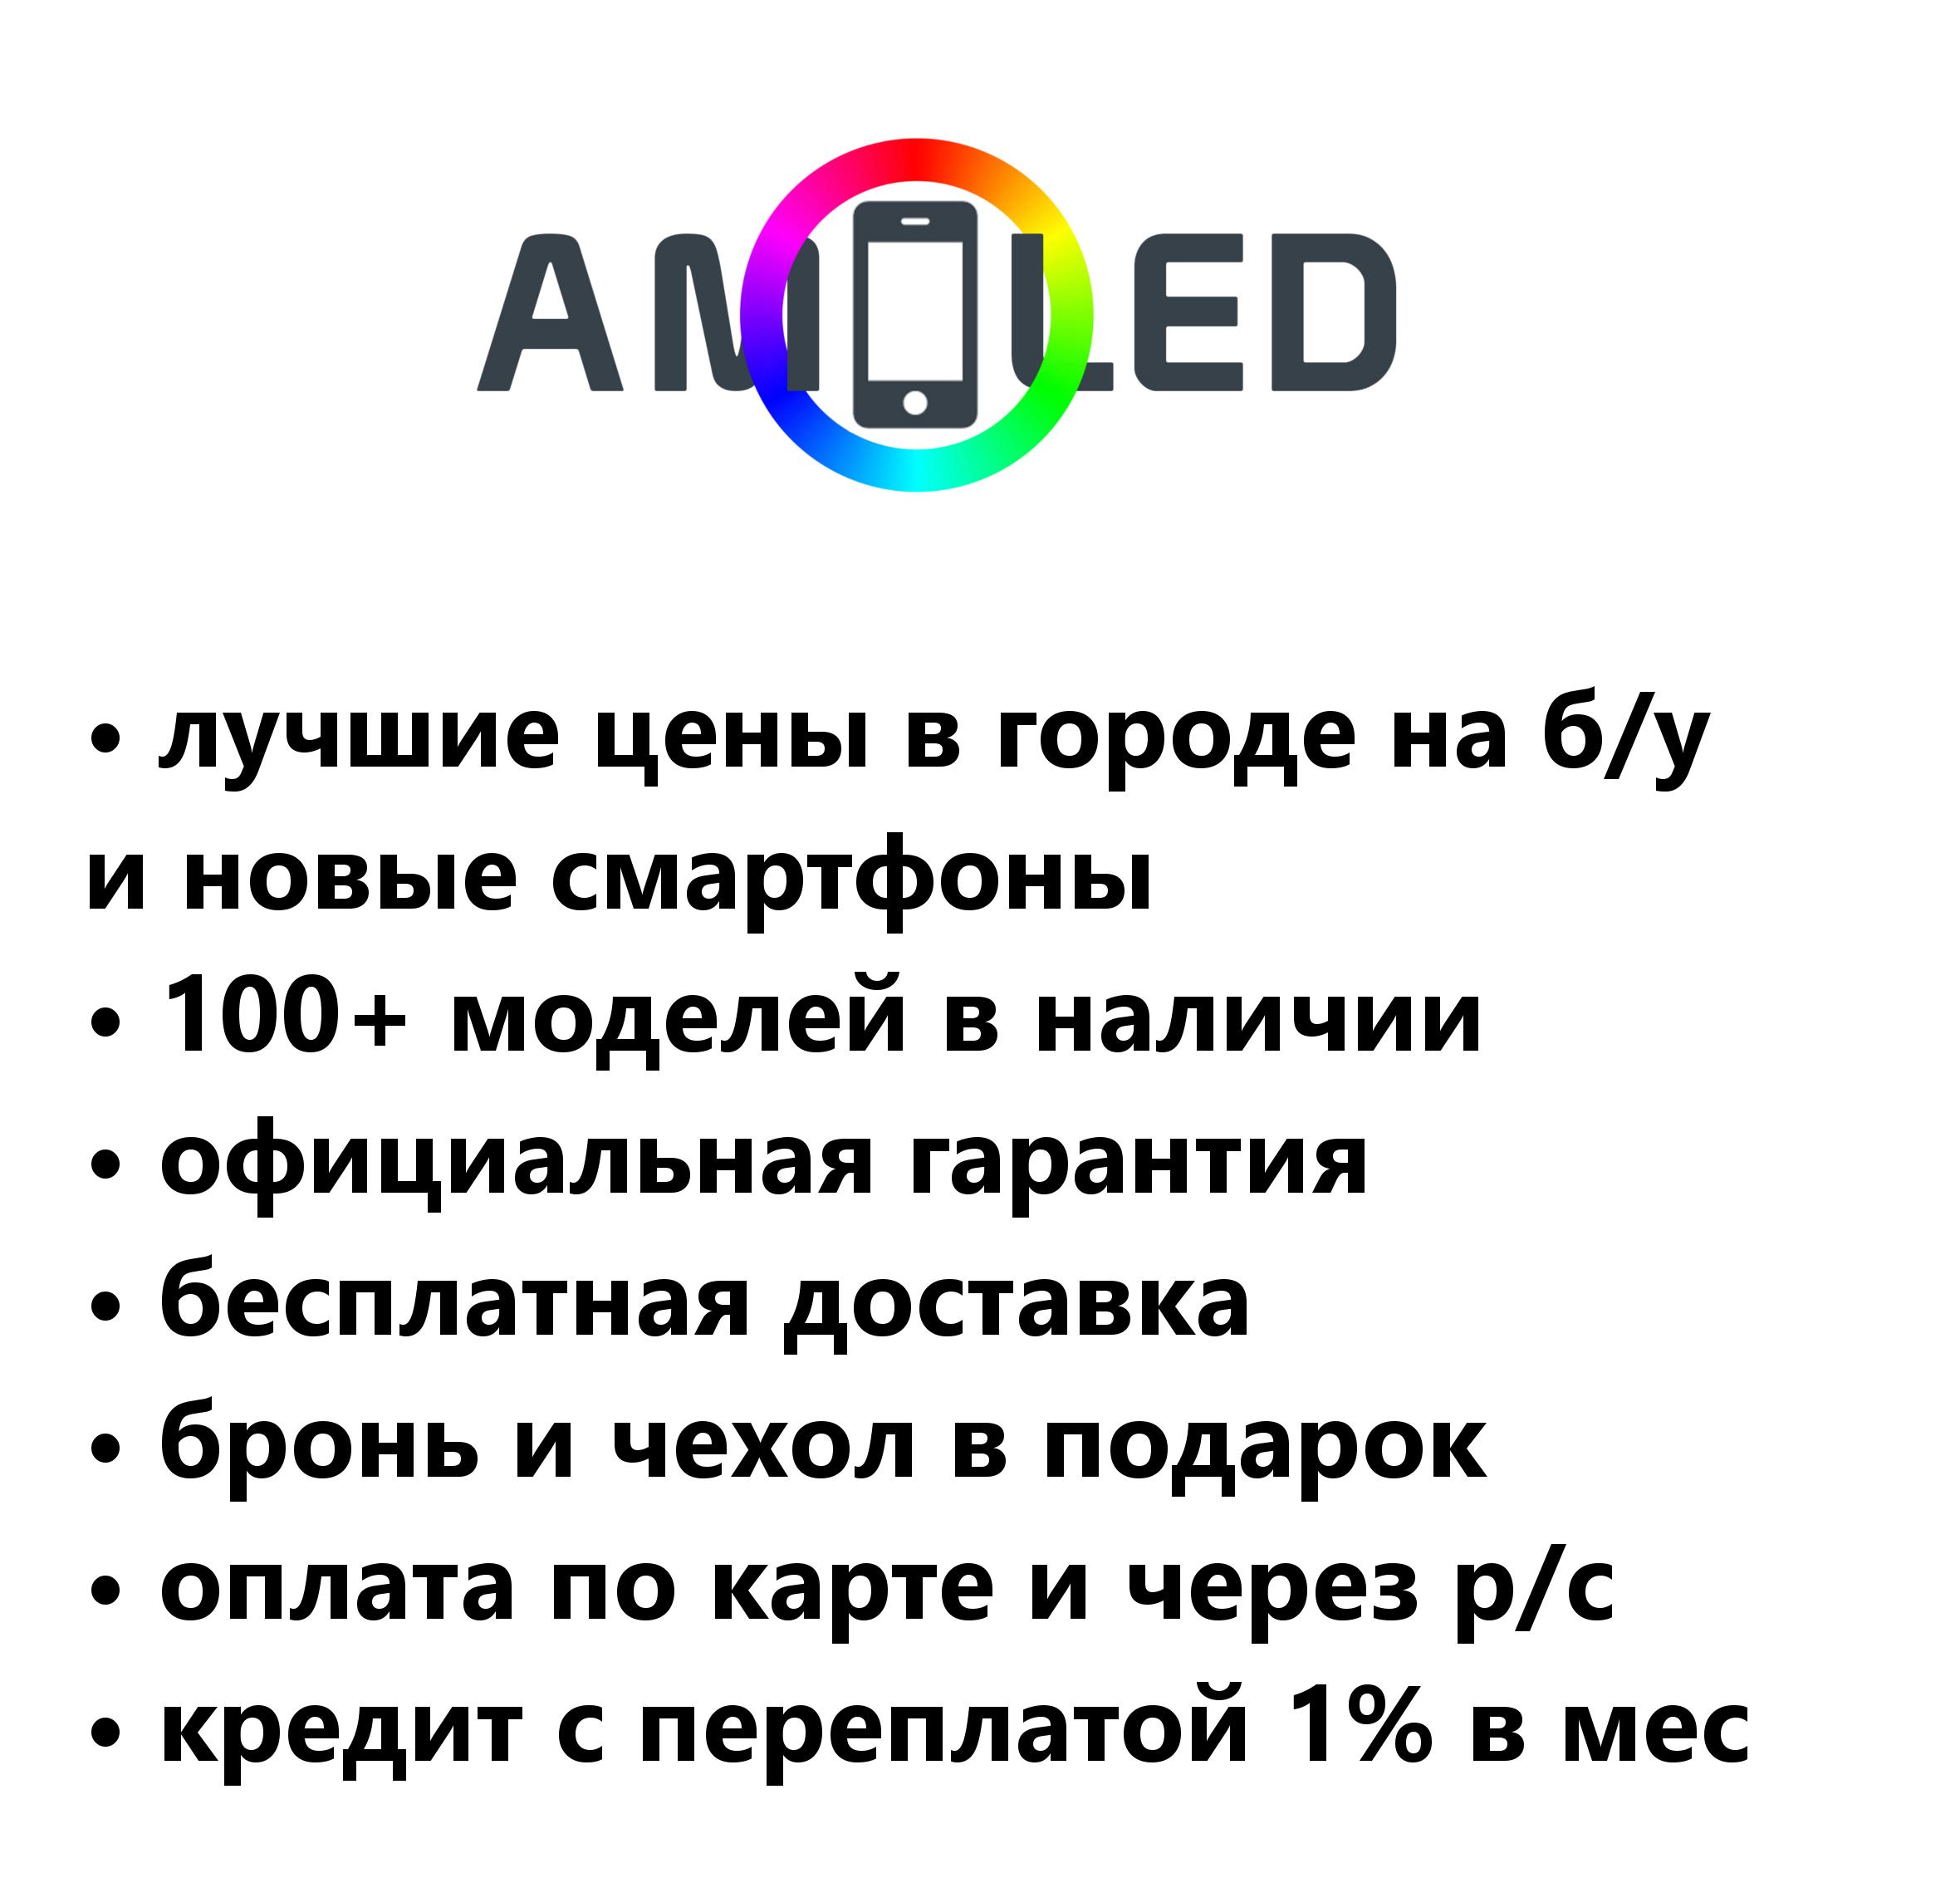 AMOLED
• лучшие цены в городе на б/у
и новые смартфоны
• 100+ моделей в наличии
• официальная гарантия
• бесплатная доставка
• бронь и чехол в подарок
• оплата по карте и через р/с
• кредит с переплатой 1% в мес